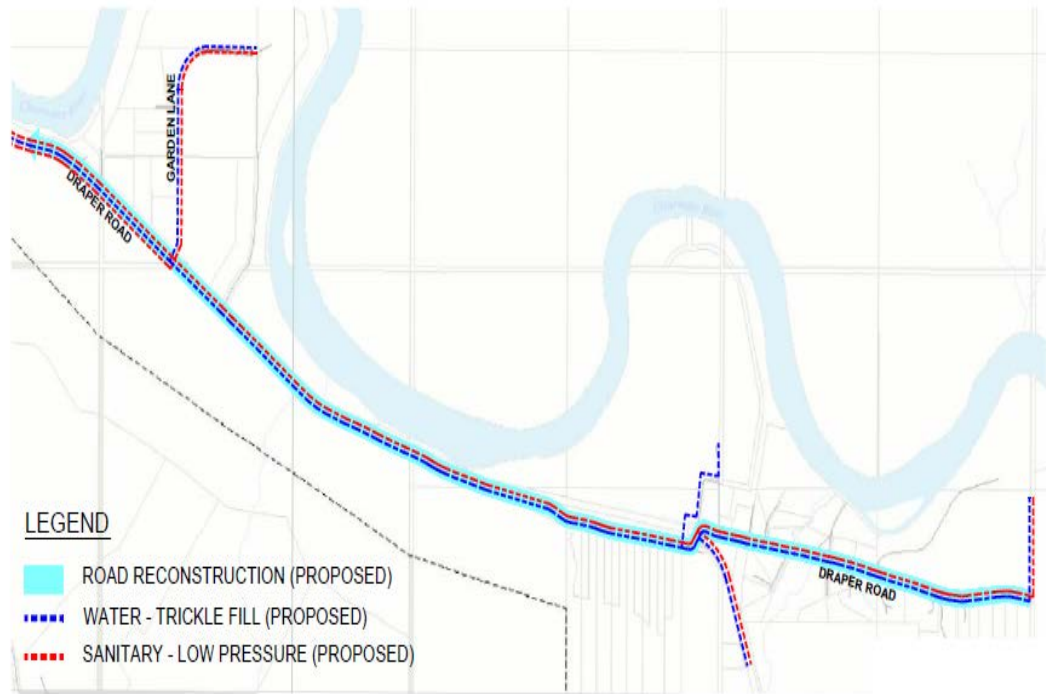 GARDEN LANE
DRAPER ROAD
LEGEND
ROAD RECONSTRUCTION (PROPOSED)
WATER - TRICKLE FILL (PROPOSED)
SANITARY - LOW PRESSURE (PROPOSED)
DRAPER ROAD